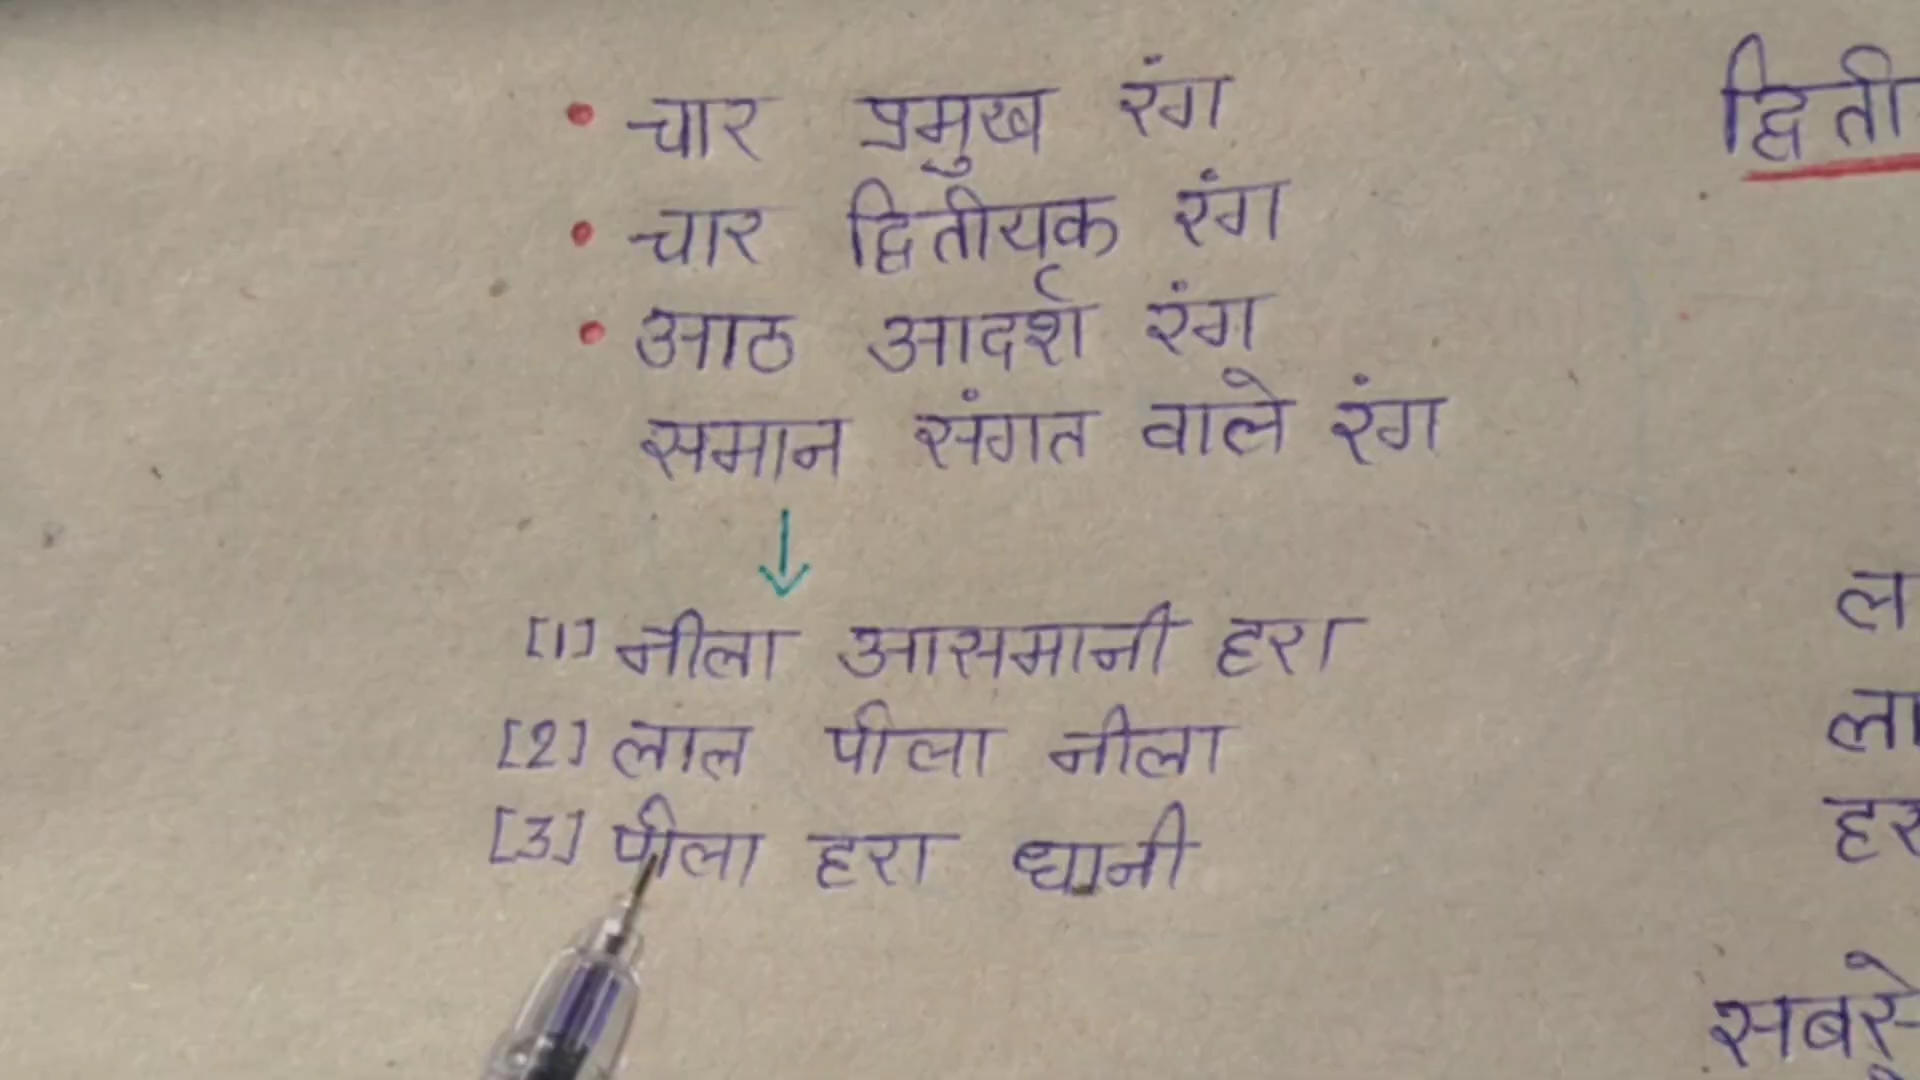 • चार प्रमुख रंग
• चार द्वितीयक रंग
• आठ आदर्श रंग
समान संगत वाले रंग
↓
[1] नीला आसमानी हरा
[2] लाल पीला नीला
[3] पीला हरा धानी